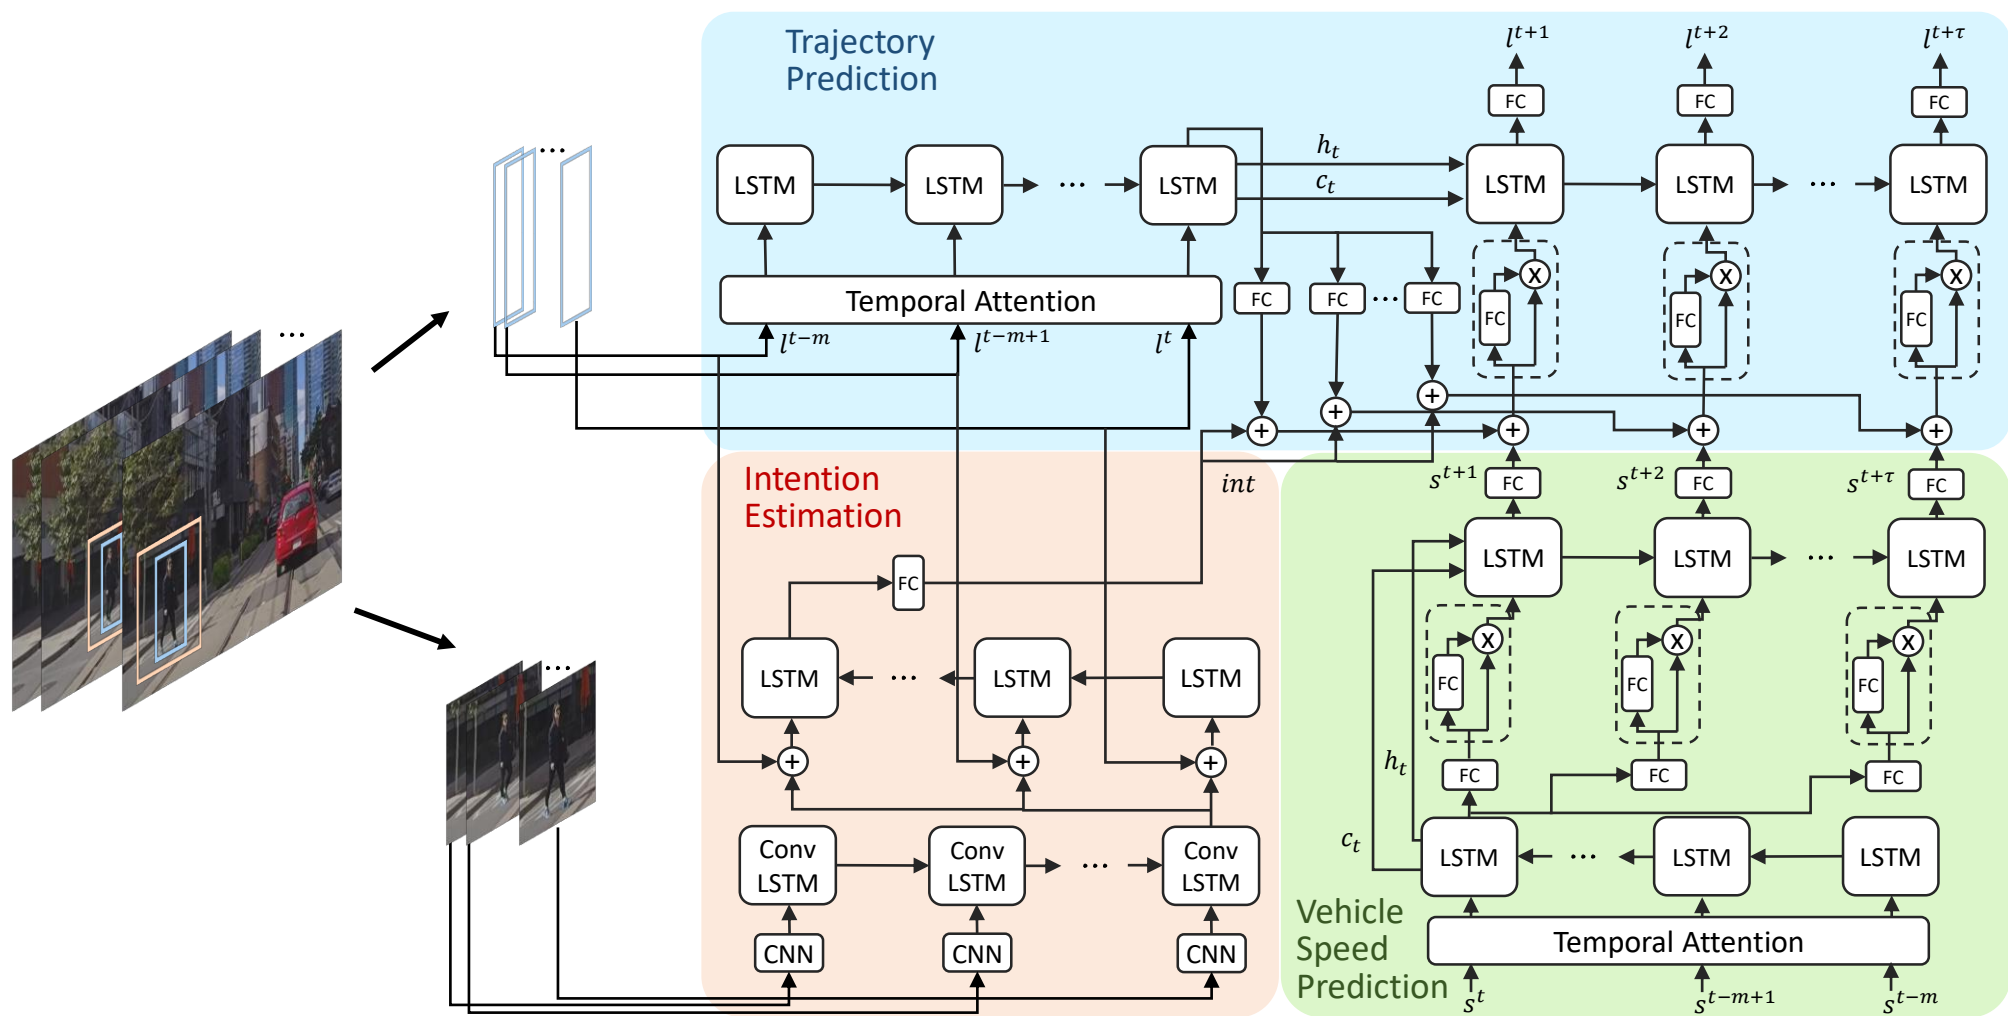 Trajectory
Prediction
l^{t+1} l^{t+2} l^{t+τ}
FC FC FC
... LSTM LSTM ... LSTM h_t c_t LSTM LSTM ... LSTM
Temporal Attention
FC FC ... FC
X X X
FC FC FC
l^{t-m} l^{t-m+1} l^t
...
+ + +
+ + +
Intention
Estimation
int
s^{t+1} FC s^{t+2} FC s^{t+τ} FC
FC
LSTM LSTM ... LSTM
LSTM ... LSTM LSTM
X X X
FC FC FC
...
+ + +
h_t
FC FC FC
Conv
LSTM
Conv
LSTM
...
Conv
LSTM
c_t
LSTM ... LSTM LSTM
CNN CNN CNN
Vehicle
Speed
Prediction
Temporal Attention
s^t s^{t-m+1} s^{t-m}